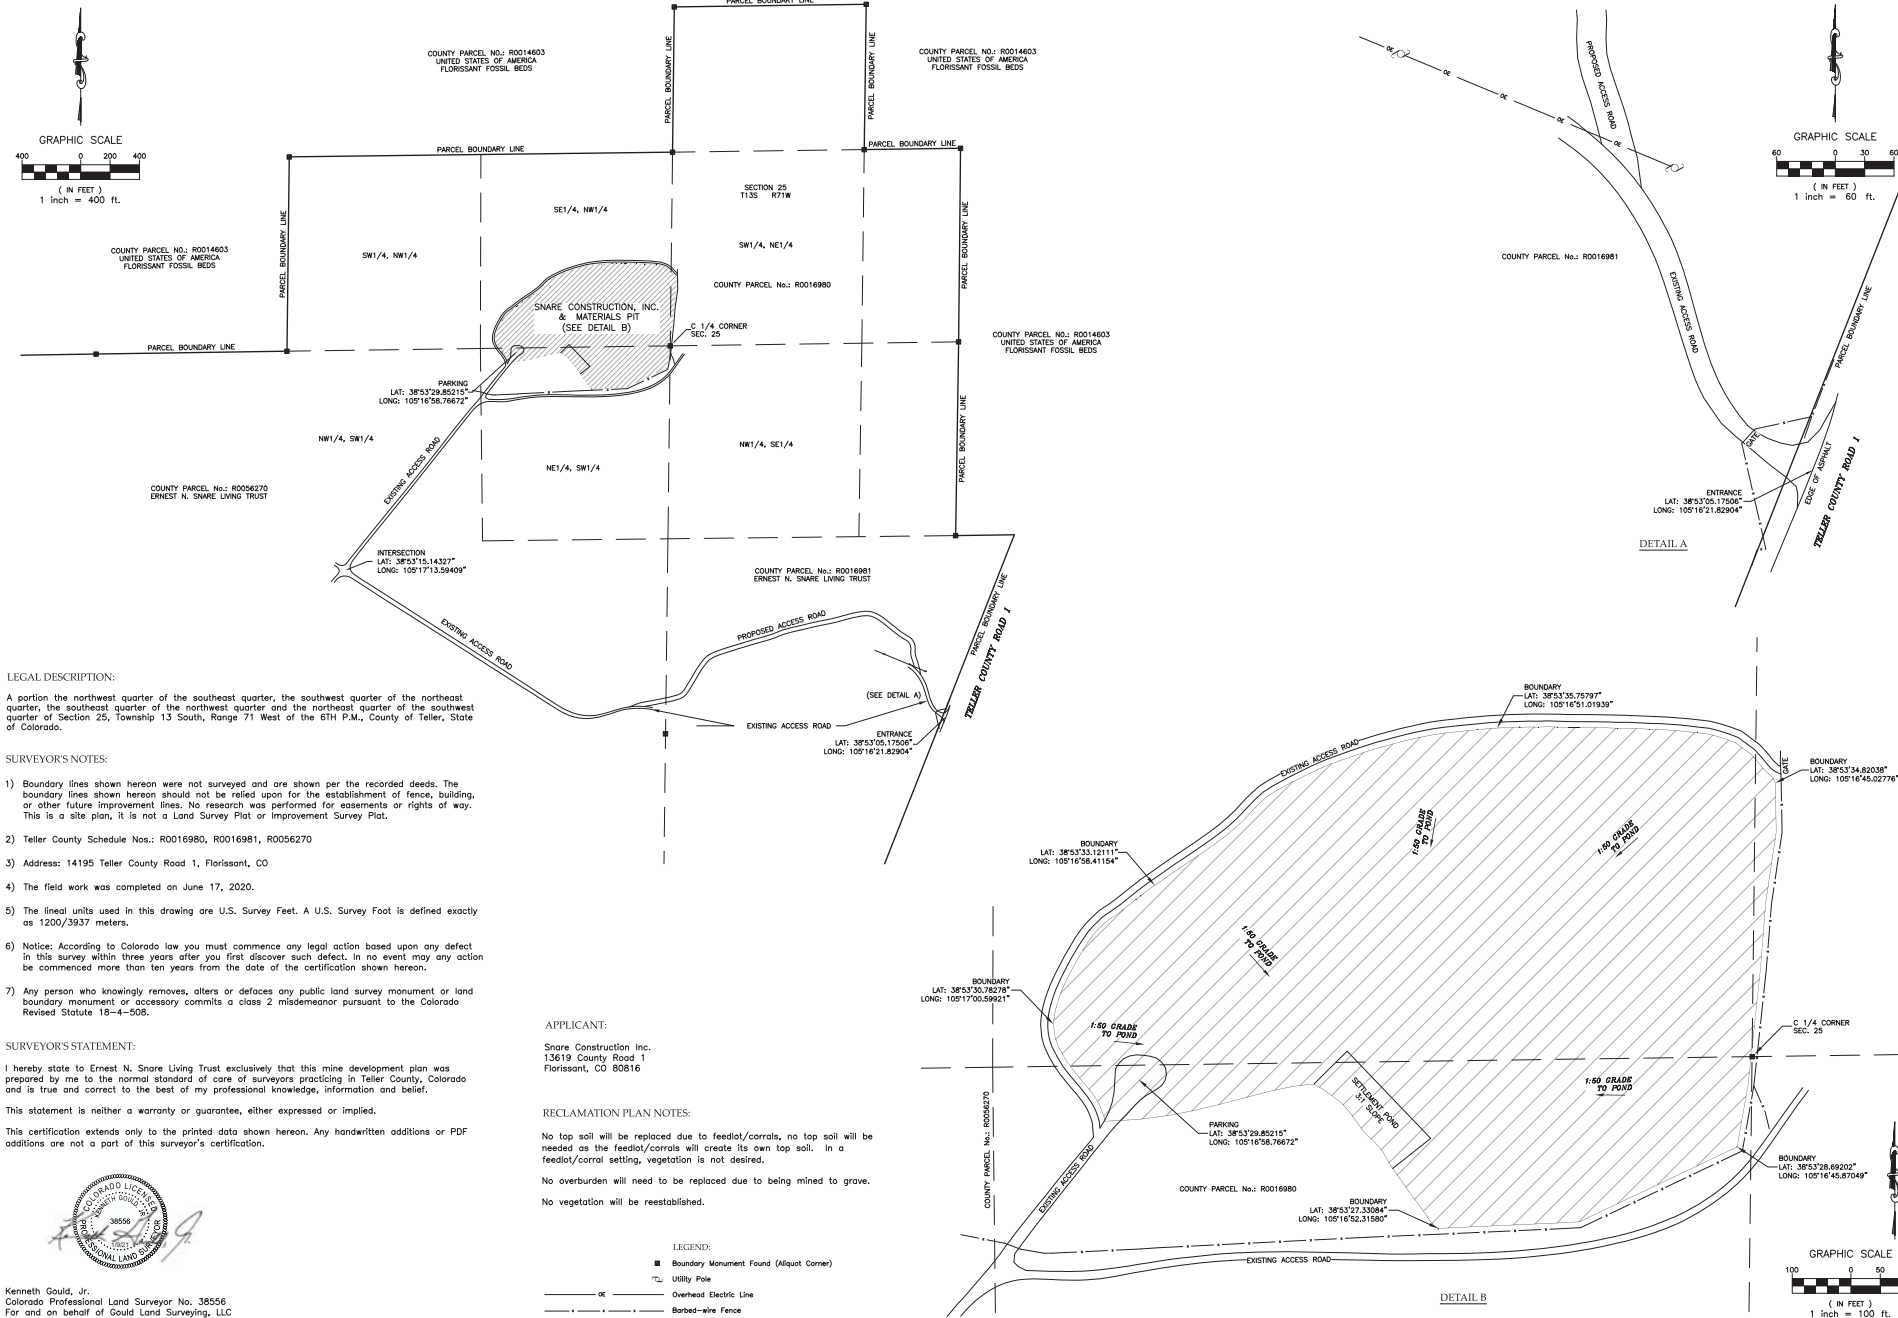 PARCEL BOUNDARY LINE
COUNTY PARCEL NO.: R0014603
UNITED STATES OF AMERICA
FLORISSANT FOSSIL BEDS
PARCEL BOUNDARY LINE
PARCEL BOUNDARY LINE
COUNTY PARCEL NO.: R0014603
UNITED STATES OF AMERICA
FLORISSANT FOSSIL BEDS
GRAPHIC SCALE
400 0 200 400
( IN FEET )
1 inch = 400 ft.
PARCEL BOUNDARY LINE
PARCEL BOUNDARY LINE
SECTION 25
T13S R71W
SE1/4, NW1/4
PARCEL BOUNDARY LINE
PARCEL BOUNDARY LINE
COUNTY PARCEL NO.: R0014603
UNITED STATES OF AMERICA
FLORISSANT FOSSIL BEDS
SW1/4, NW1/4
SW1/4, NE1/4
COUNTY PARCEL No.: R0016980
SNARE CONSTRUCTION, INC.
& MATERIALS PIT
(SEE DETAIL B)
C 1/4 CORNER
SEC. 25
COUNTY PARCEL NO.: R0014603
UNITED STATES OF AMERICA
FLORISSANT FOSSIL BEDS
PARCEL BOUNDARY LINE
PARKING
LAT: 38°53'29.85215"
LONG: 105°16'58.76672"
PARCEL BOUNDARY LINE
NW1/4, SW1/4
NW1/4, SE1/4
NE1/4, SW1/4
EXISTING ACCESS ROAD
COUNTY PARCEL No.: R0056270
ERNEST N. SNARE LIVING TRUST
INTERSECTION
LAT: 38°53'15.14327"
LONG: 105°17'13.59409"
COUNTY PARCEL No.: R0016981
ERNEST N. SNARE LIVING TRUST
PARCEL BOUNDARY LINE
TELLER COUNTY ROAD 1
EXISTING ACCESS ROAD
PROPOSED ACCESS ROAD
(SEE DETAIL A)
EXISTING ACCESS ROAD
ENTRANCE
LAT: 38°53'05.17506"
LONG: 105°16'21.82904"
OE
OE
OE
OE
OE
PROPOSED ACCESS ROAD
GRAPHIC SCALE
60 0 30 60
( IN FEET )
1 inch = 60 ft.
COUNTY PARCEL No.: R0016981
EXISTING ACCESS ROAD
PARCEL BOUNDARY LINE
GATE
EDGE OF ASPHALT
TELLER COUNTY ROAD 1
ENTRANCE
LAT: 38°53'05.17506"
LONG: 105°16'21.82904"
DETAIL A
LEGAL DESCRIPTION:
A portion the northwest quarter of the southeast quarter, the southwest quarter of the northeast
quarter, the southeast quarter of the northwest quarter and the northeast quarter of the southwest
quarter of Section 25, Township 13 South, Range 71 West of the 6TH P.M., County of Teller, State
of Colorado.
SURVEYOR'S NOTES:
1) Boundary lines shown hereon were not surveyed and are shown per the recorded deeds. The
boundary lines shown hereon should not be relied upon for the establishment of fence, building,
or other future improvement lines. No research was performed for easements or rights of way.
This is a site plan, it is not a Land Survey Plat or Improvement Survey Plat.
2) Teller County Schedule Nos.: R0016980, R0016981, R0056270
3) Address: 14195 Teller County Road 1, Florissant, CO
4) The field work was completed on June 17, 2020.
5) The lineal units used in this drawing are U.S. Survey Feet. A U.S. Survey Foot is defined exactly
as 1200/3937 meters.
6) Notice: According to Colorado law you must commence any legal action based upon any defect
in this survey within three years after you first discover such defect. In no event may any action
be commenced more than ten years from the date of the certification shown hereon.
7) Any person who knowingly removes, alters or defaces any public land survey monument or land
boundary monument or accessory commits a class 2 misdemeanor pursuant to the Colorado
Revised Statute 18-4-508.
SURVEYOR'S STATEMENT:
I hereby state to Ernest N. Snare Living Trust exclusively that this mine development plan was
prepared by me to the normal standard of care of surveyors practicing in Teller County, Colorado
and is true and correct to the best of my professional knowledge, information and belief.
This statement is neither a warranty or guarantee, either expressed or implied.
This certification extends only to the printed data shown hereon. Any handwritten additions or PDF
additions are not a part of this surveyor's certification.
COLORADO LICENSED
KENNETH GOULD, JR.
38556
1/9/21
PROFESSIONAL LAND SURVEYOR
Kenneth Gould, Jr.
Colorado Professional Land Surveyor No. 38556
For and on behalf of Gould Land Surveying, LLC
APPLICANT:
Snare Construction Inc.
13619 County Road 1
Florissant, CO 80816
RECLAMATION PLAN NOTES:
No top soil will be replaced due to feedlot/corrals, no top soil will be
needed as the feedlot/corrals will create its own top soil. In a
feedlot/corral setting, vegetation is not desired.
No overburden will need to be replaced due to being mined to grave.
No vegetation will be reestablished.
LEGEND:
Boundary Monument Found (Aliquot Corner)
Utility Pole
OE Overhead Electric Line
Barbed-wire Fence
BOUNDARY
LAT: 38°53'35.75797"
LONG: 105°16'51.01939"
EXISTING ACCESS ROAD
GATE
BOUNDARY
LAT: 38°53'34.82038"
LONG: 105°16'45.02776"
1:50 GRADE
TO POND
1:50 GRADE
TO POND
BOUNDARY
LAT: 38°53'33.12111"
LONG: 105°16'58.41154"
1:50 GRADE
TO POND
BOUNDARY
LAT: 38°53'30.78278"
LONG: 105°17'00.59921"
1:50 GRADE
TO POND
C 1/4 CORNER
SEC. 25
SETTLEMENT POND
3:1 SLOPE
1:50 GRADE
TO POND
COUNTY PARCEL No.: R0056270
PARKING
LAT: 38°53'29.85215"
LONG: 105°16'58.76672"
EXISTING ACCESS ROAD
BOUNDARY
LAT: 38°53'28.69202"
LONG: 105°16'45.87049"
COUNTY PARCEL No.: R0016980
BOUNDARY
LAT: 38°53'27.33084"
LONG: 105°16'52.31580"
EXISTING ACCESS ROAD
DETAIL B
GRAPHIC SCALE
100 0 50
( IN FEET )
1 inch = 100 ft.